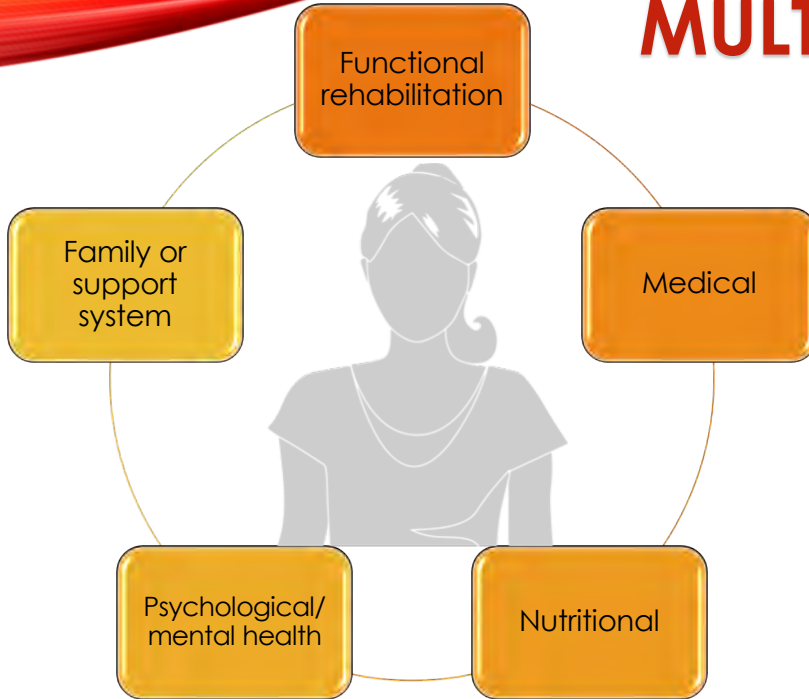 MULT
Functional
rehabilitation
Family or
support
system
Medical
Psychological/
mental health
Nutritional